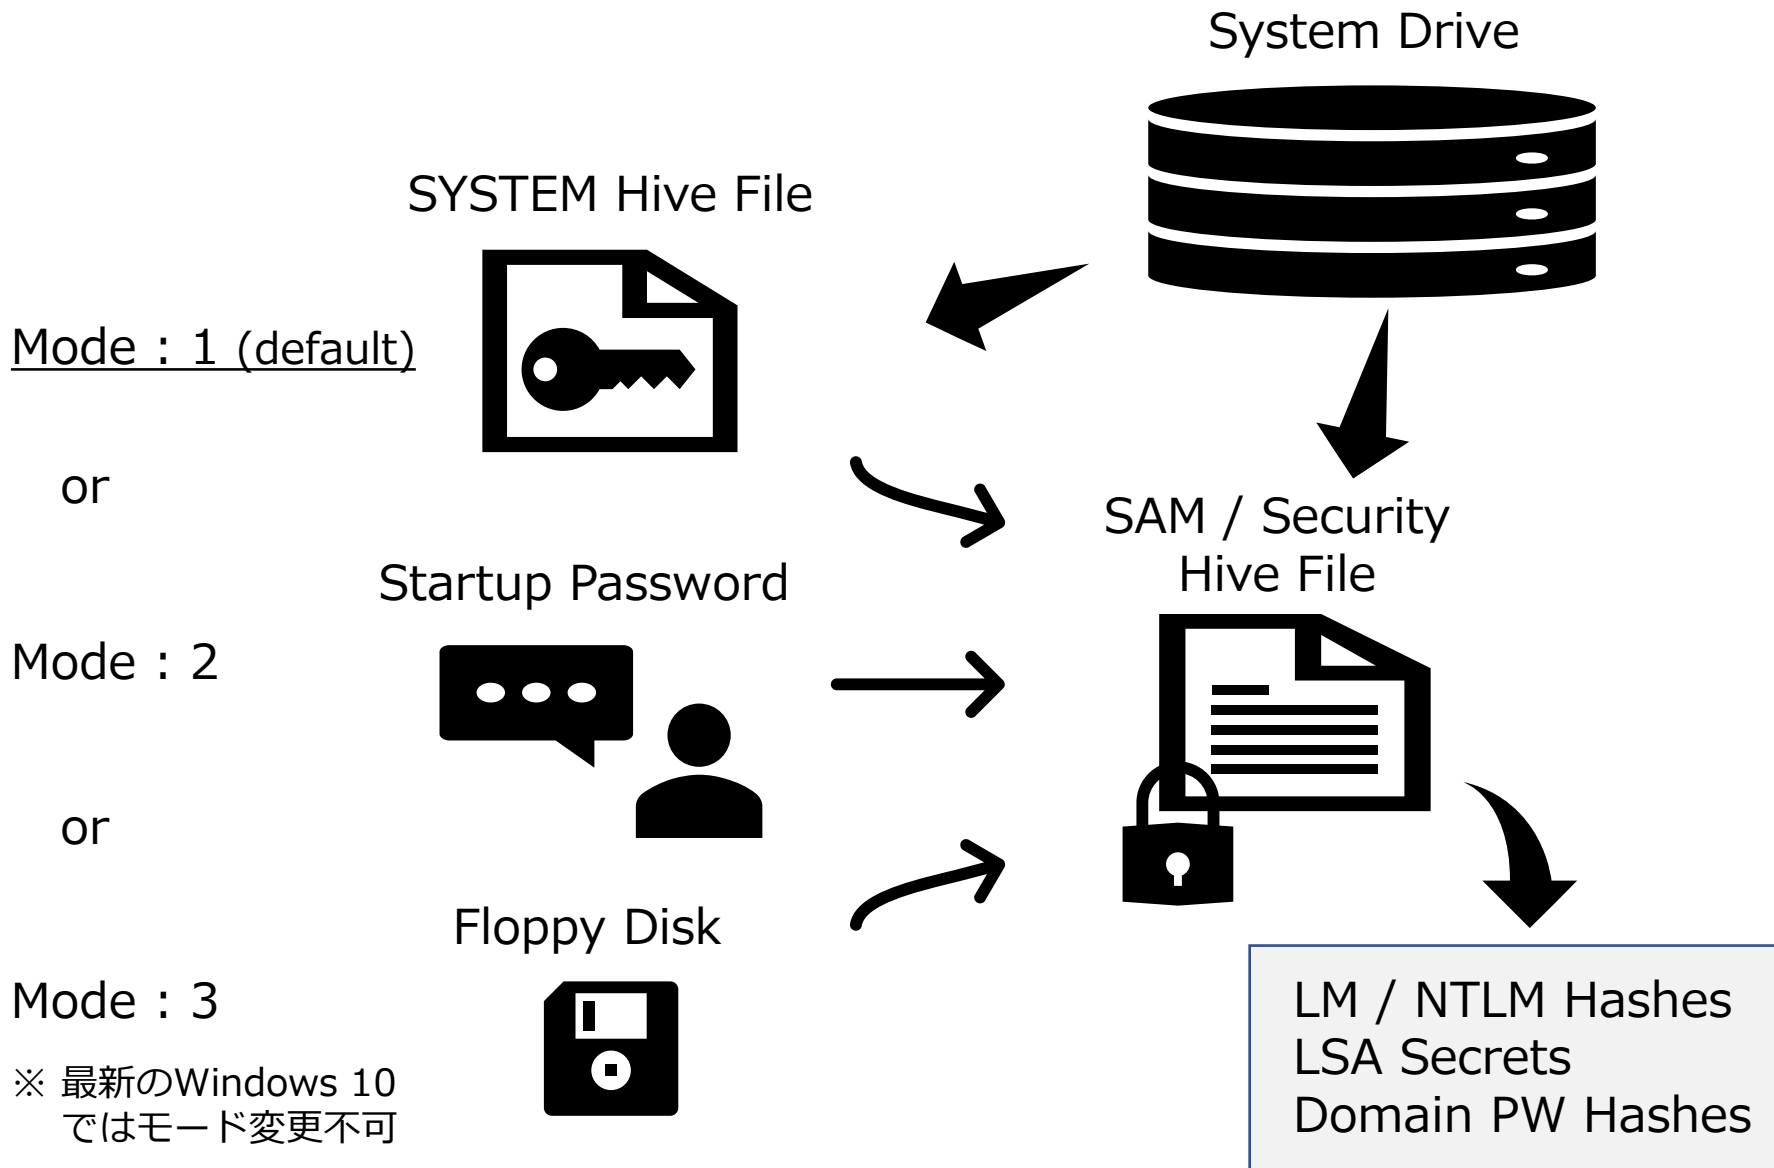 System Drive
SYSTEM Hive File
Mode : 1 (default)
or
SAM / Security
Hive File
Startup Password
Mode : 2
or
Floppy Disk
Mode : 3
※ 最新のWindows 10
ではモード変更不可
LM / NTLM Hashes
LSA Secrets
Domain PW Hashes